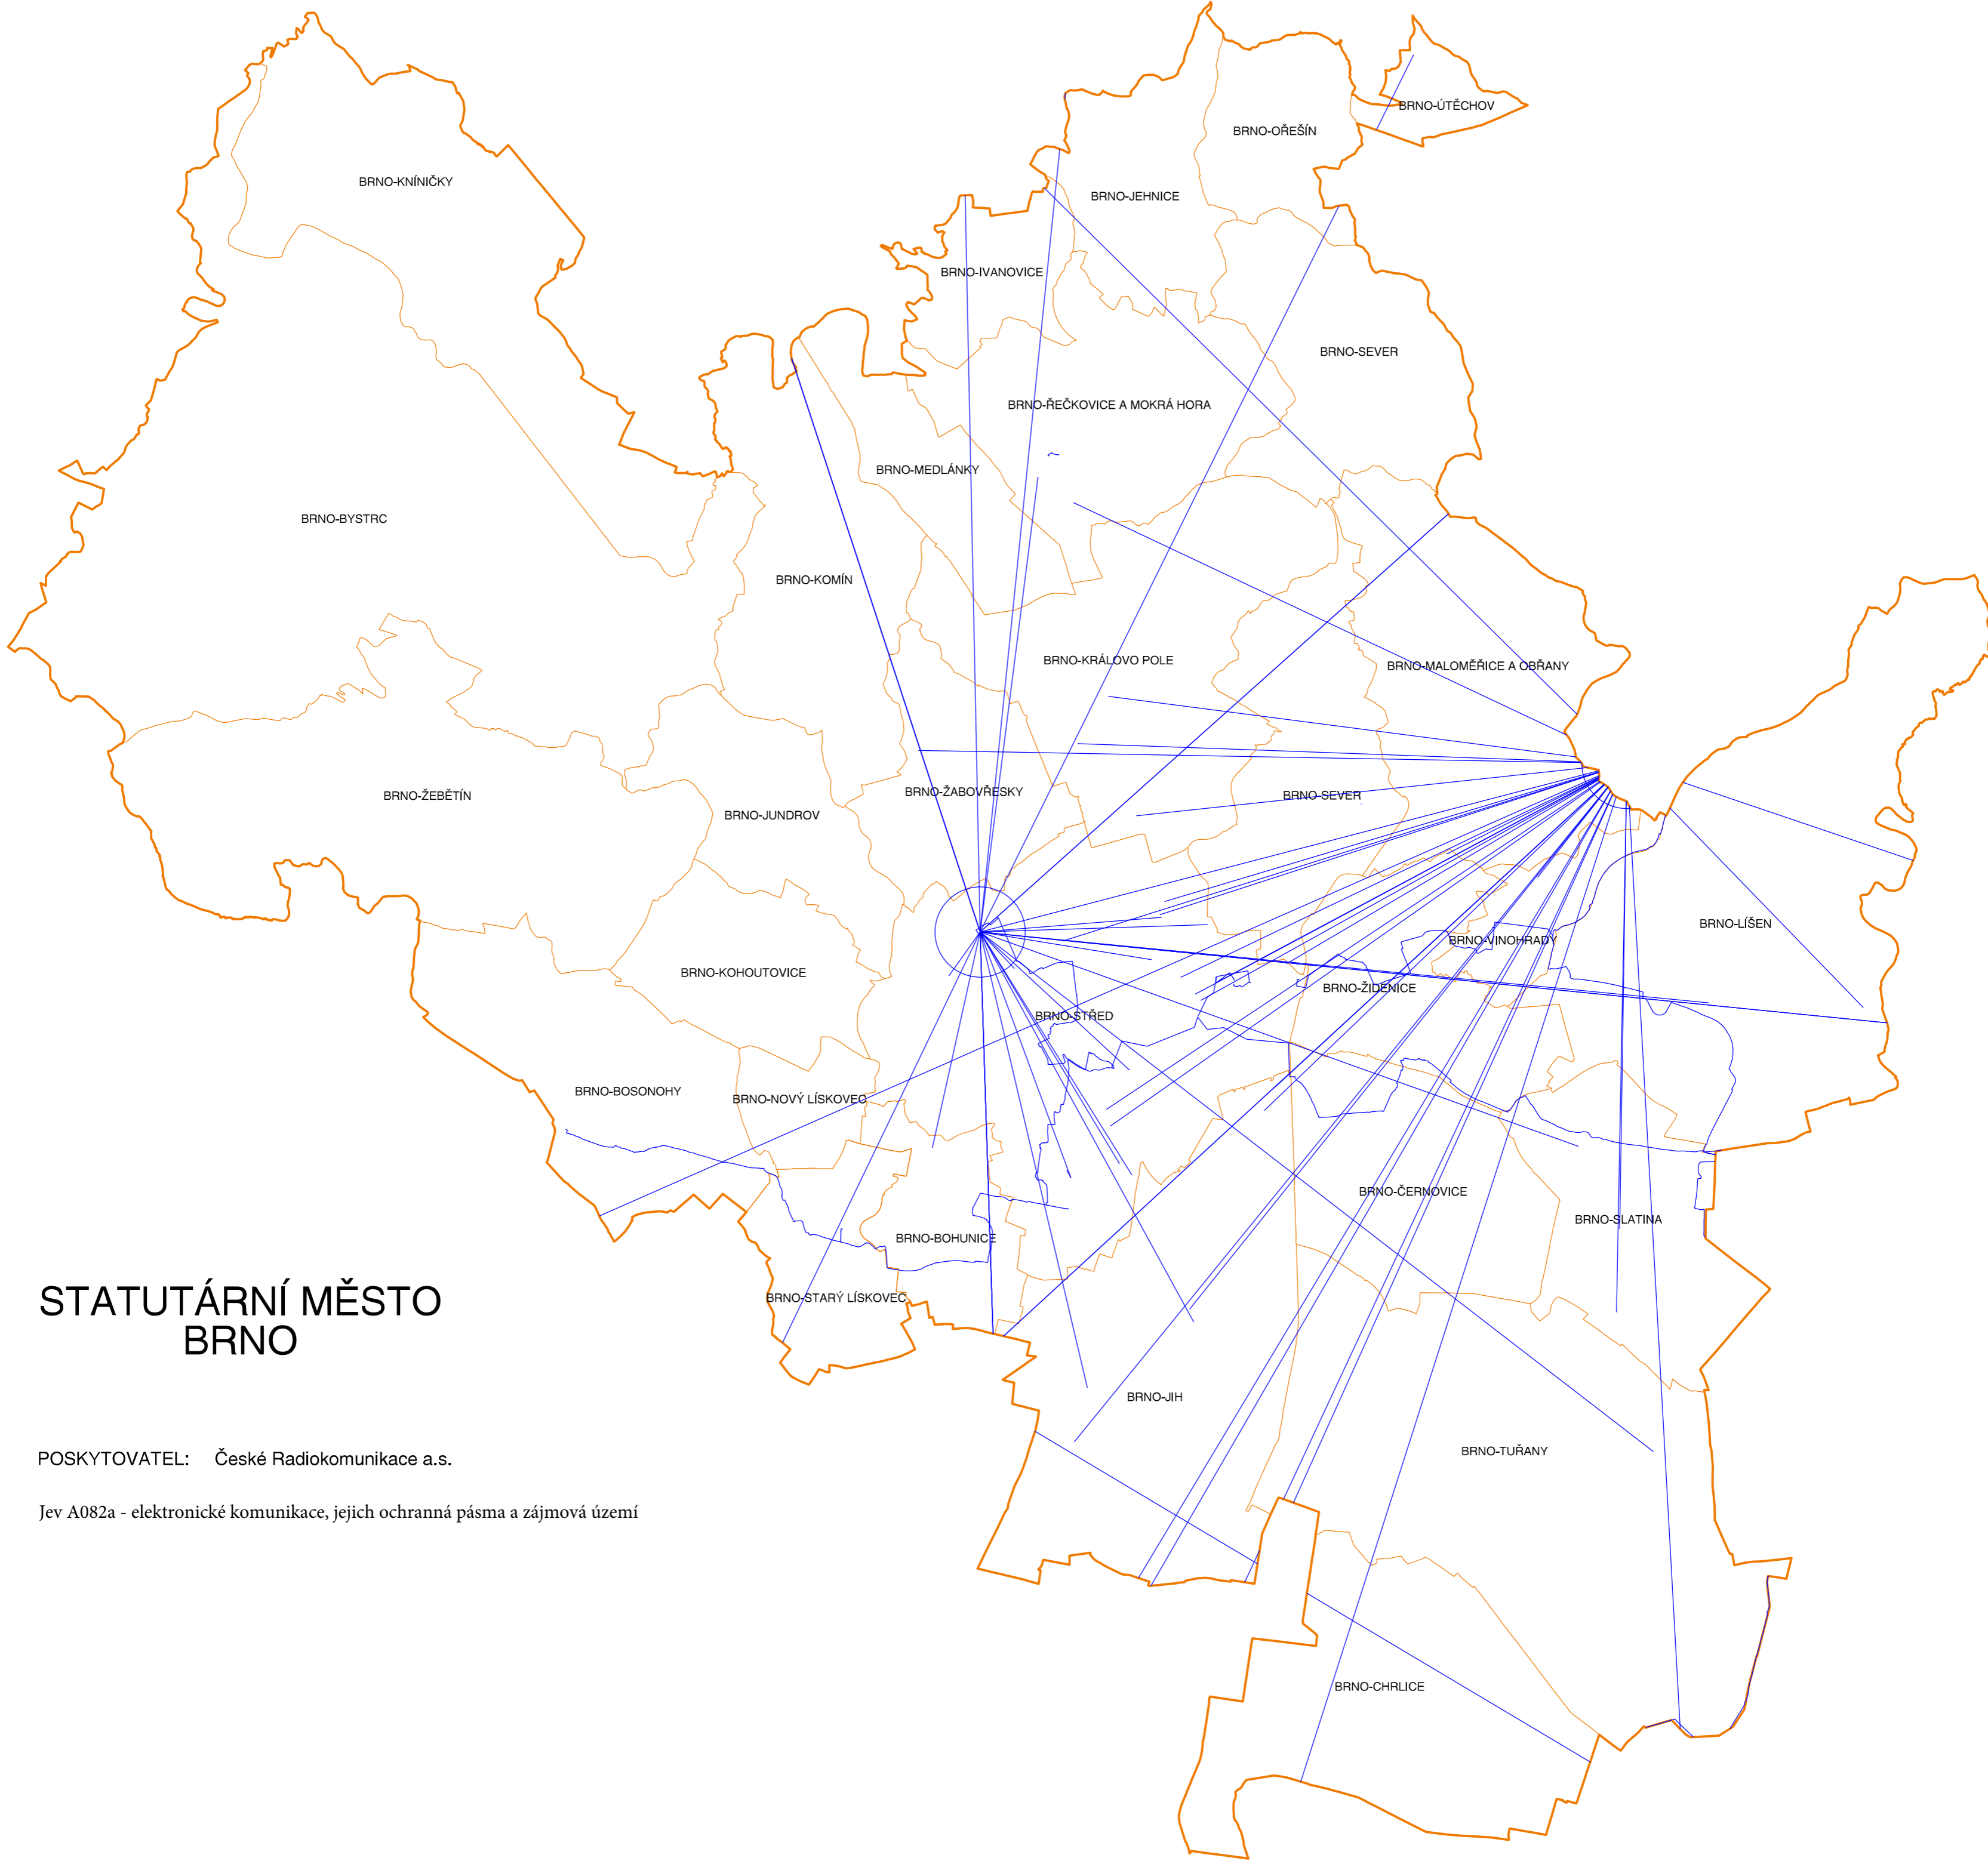 BRNO-ÚTĚCHOV
BRNO-OŘEŠÍN
BRNO-KNÍNIČKY
BRNO-JEHNICE
BRNO-IVANOVICE
BRNO-SEVER
BRNO-ŘEČKOVICE A MOKRÁ HORA
BRNO-MEDLÁNKY
BRNO-BYSTRC
BRNO-KOMÍN
BRNO-KRÁLOVO POLE
BRNO-MALOMĚŘICE A OBŘANY
BRNO-ŽEBĚTÍN
BRNO-ŽABOVŘESKY
BRNO-SEVER
BRNO-JUNDROV
BRNO-LÍŠEN
BRNO-VINOHRADY
BRNO-KOHOUTOVICE
BRNO-ŽIDENICE
BRNO-STŘED
BRNO-BOSONOHY
BRNO-NOVÝ LÍSKOVEC
BRNO-ČERNOVICE
BRNO-SLATINA
BRNO-BOHUNICE
BRNO-STARÝ LÍSKOVEC
STATUTÁRNÍ MĚSTO
BRNO
BRNO-JIH
BRNO-TUŘANY
POSKYTOVATEL: České Radiokomunikace a.s.
Jev A082a - elektronické komunikace, jejich ochranná pásma a zájmová území
BRNO-CHRLICE